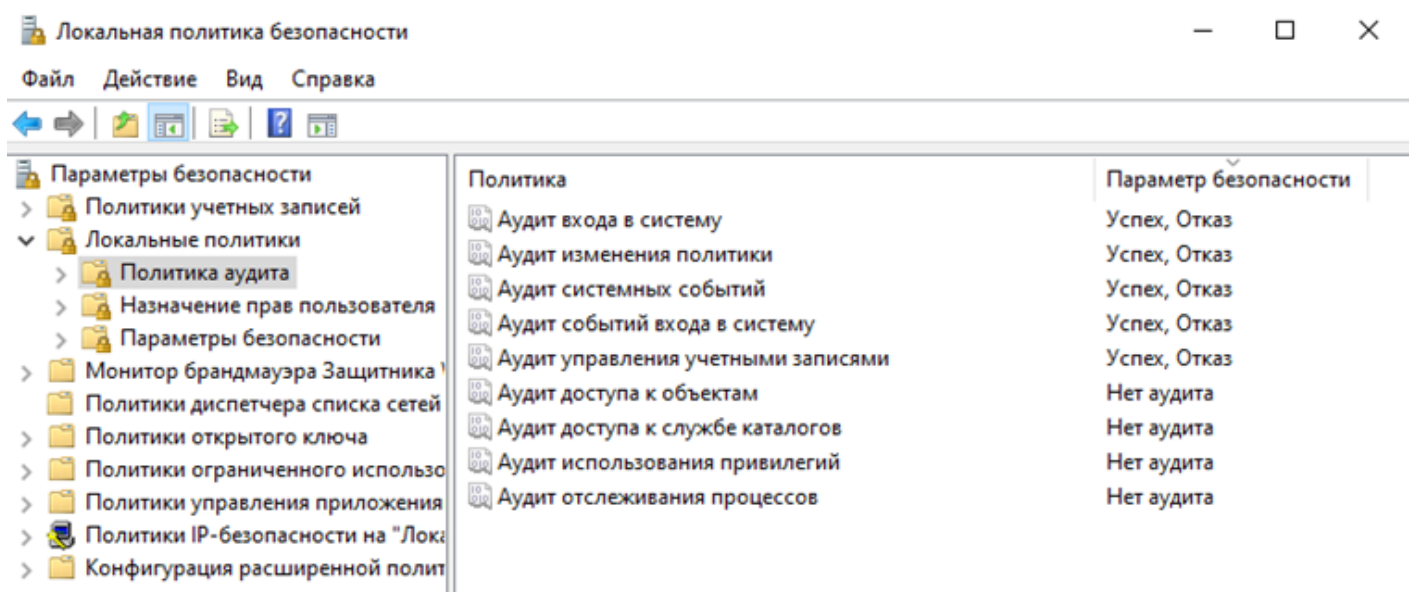 Локальная политика безопасности
Файл Действие Вид Справка
Параметры безопасности
Политики учетных записей
Локальные политики
Политика аудита
Назначение прав пользователя
Параметры безопасности
Монитор брандмауэра Защитника
Политики диспетчера списка сетей
Политики открытого ключа
Политики ограниченного использо
Политики управления приложения
Политики IP-безопасности на "Лока
Конфигурация расширенной полит
Политика Параметр безопасности
Аудит входа в систему Успех, Отказ
Аудит изменения политики Успех, Отказ
Аудит системных событий Успех, Отказ
Аудит событий входа в систему Успех, Отказ
Аудит управления учетными записями Успех, Отказ
Аудит доступа к объектам Нет аудита
Аудит доступа к службе каталогов Нет аудита
Аудит использования привилегий Нет аудита
Аудит отслеживания процессов Нет аудита